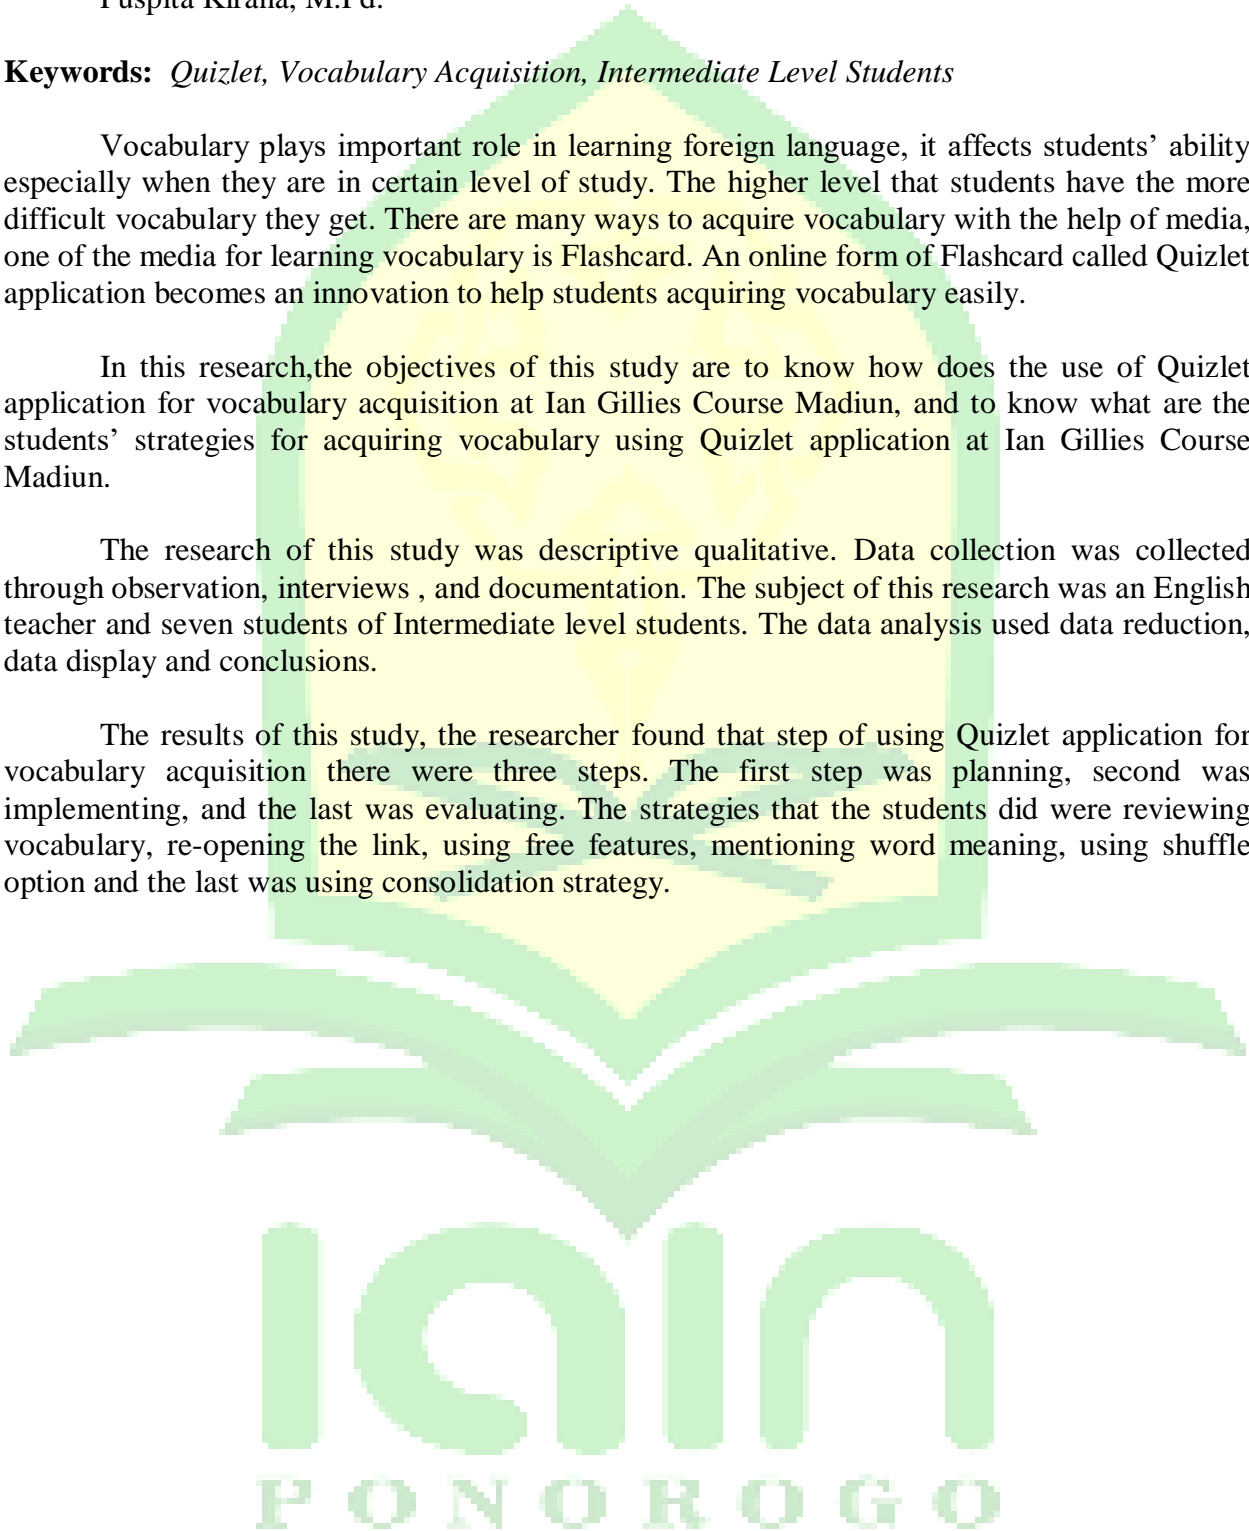 Puspita Kirana, M.Pd.
Keywords: Quizlet, Vocabulary Acquisition, Intermediate Level Students
Vocabulary plays important role in learning foreign language, it affects students’ ability
especially when they are in certain level of study. The higher level that students have the more
difficult vocabulary they get. There are many ways to acquire vocabulary with the help of media,
one of the media for learning vocabulary is Flashcard. An online form of Flashcard called Quizlet
application becomes an innovation to help students acquiring vocabulary easily.
In this research,the objectives of this study are to know how does the use of Quizlet
application for vocabulary acquisition at Ian Gillies Course Madiun, and to know what are the
students’ strategies for acquiring vocabulary using Quizlet application at Ian Gillies Course
Madiun.
The research of this study was descriptive qualitative. Data collection was collected
through observation, interviews , and documentation. The subject of this research was an English
teacher and seven students of Intermediate level students. The data analysis used data reduction,
data display and conclusions.
The results of this study, the researcher found that step of using Quizlet application for
vocabulary acquisition there were three steps. The first step was planning, second was
implementing, and the last was evaluating. The strategies that the students did were reviewing
vocabulary, re-opening the link, using free features, mentioning word meaning, using shuffle
option and the last was using consolidation strategy.
iain
PONOROGO